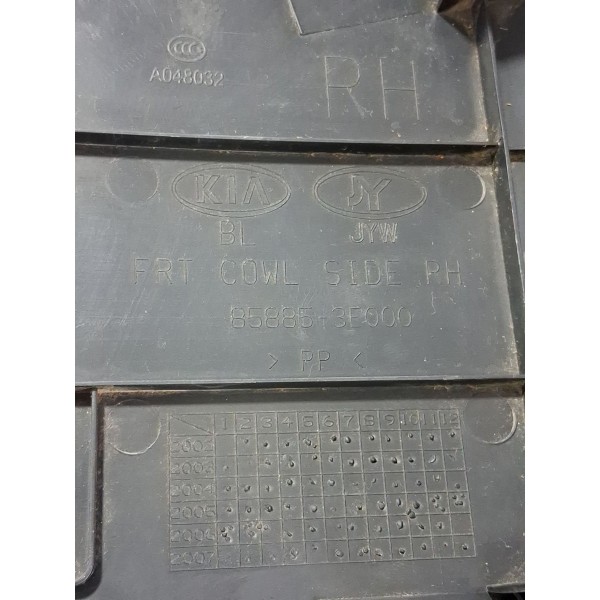 CCC
RH
A048032
KIA JY
BL JYW
FRT COWL SIDE RH
85885-3E000
> PP <
1 2 3 4 5 6 7 8 9 10 11 12
2002
2003
2004
2005
2006
2007